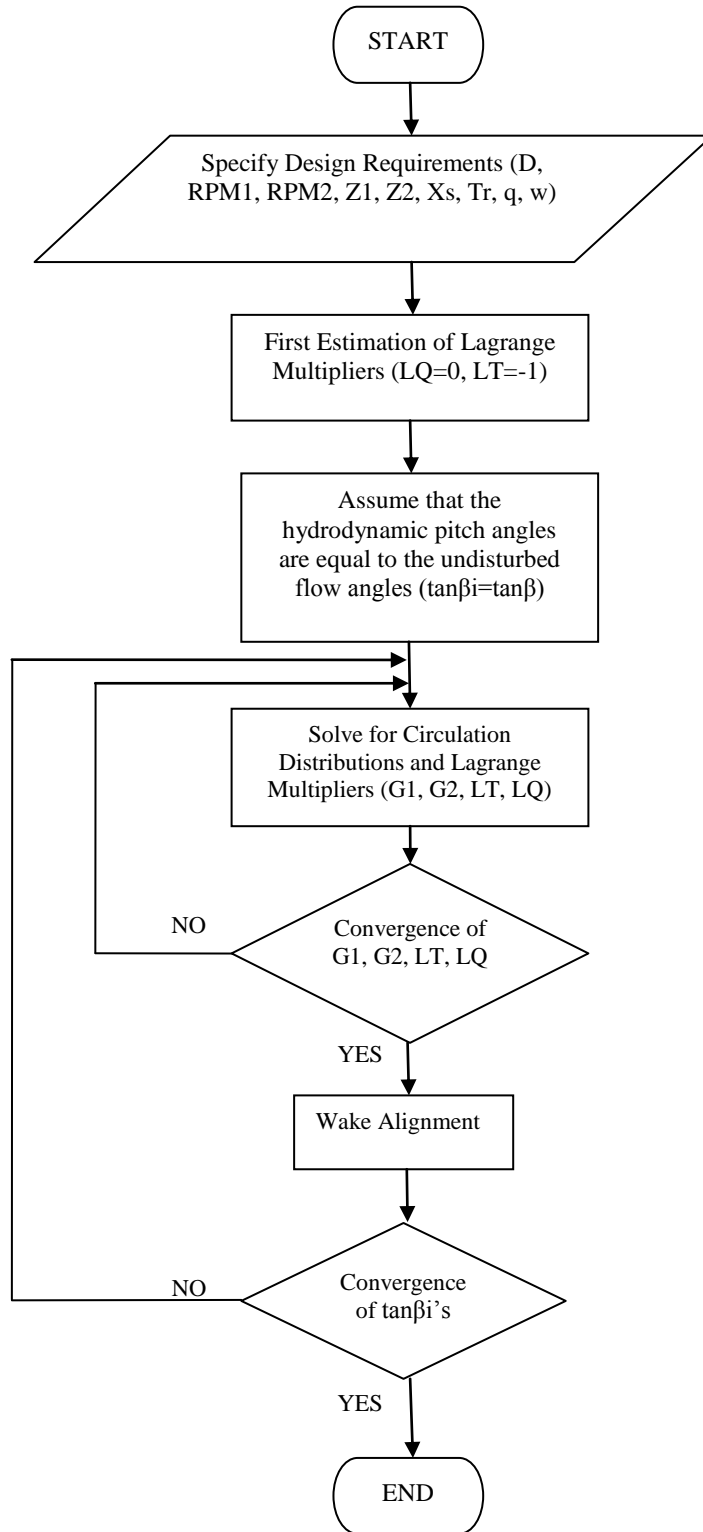 START
Specify Design Requirements (D,
RPM1, RPM2, Z1, Z2, Xs, Tr, q, w)
First Estimation of Lagrange
Multipliers (LQ=0, LT=-1)
Assume that the
hydrodynamic pitch angles
are equal to the undisturbed
flow angles (tanβi=tanβ)
Solve for Circulation
Distributions and Lagrange
Multipliers (G1, G2, LT, LQ)
NO
Convergence of
G1, G2, LT, LQ
YES
Wake Alignment
NO
Convergence
of tanβi’s
YES
END